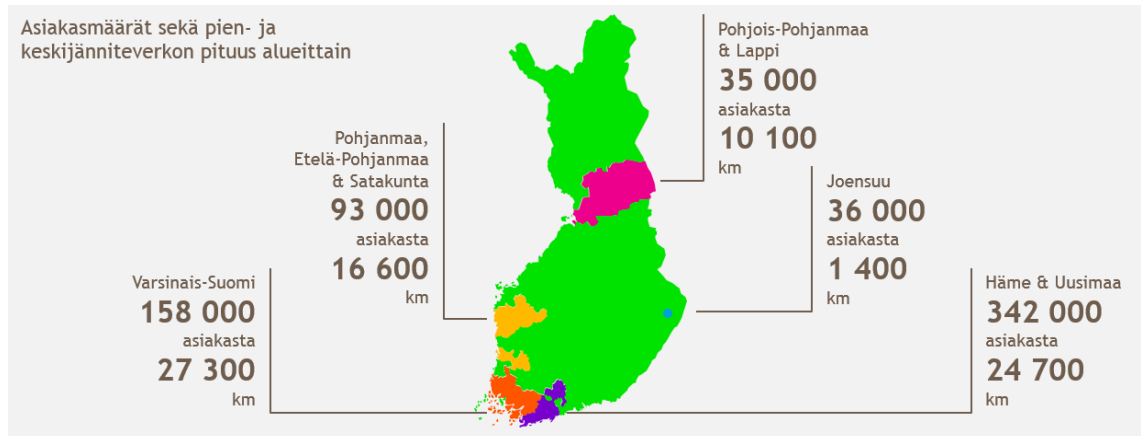 Asiakasmäärät sekä pien- ja
keskijänniteverkon pituus alueittain
Pohjois-Pohjanmaa
& Lappi
35 000
asiakasta
10 100
km
Pohjanmaa,
Etelä-Pohjanmaa
& Satakunta
93 000
asiakasta
16 600
km
Joensuu
36 000
asiakasta
1 400
km
Varsinais-Suomi
158 000
asiakasta
27 300
km
Häme & Uusimaa
342 000
asiakasta
24 700
km